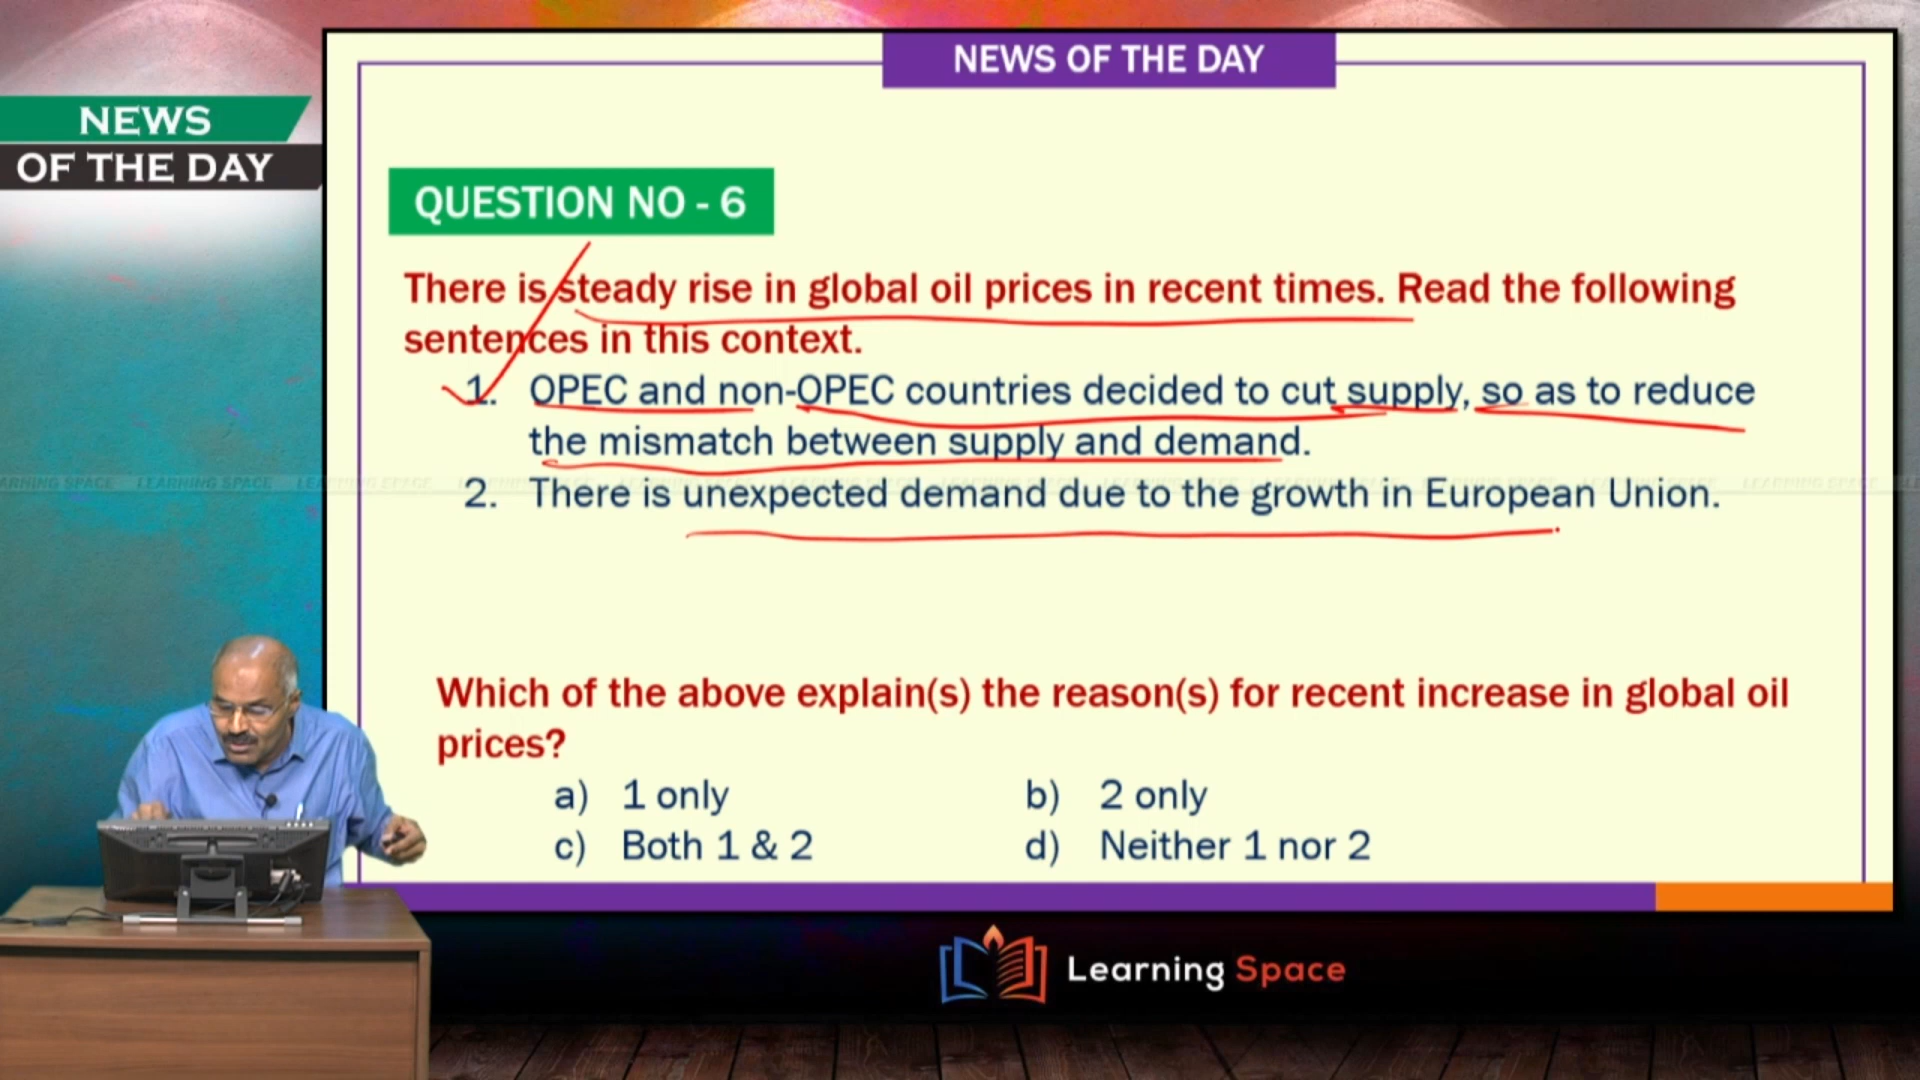 NEWS OF THE DAY
NEWS
OF THE DAY
QUESTION NO - 6
There is steady rise in global oil prices in recent times. Read the following
sentences in this context.
1. OPEC and non-OPEC countries decided to cut supply, so as to reduce
the mismatch between supply and demand.
LEARNING SPACE
2. There is unexpected demand due to the growth in European Union.
Which of the above explain(s) the reason(s) for recent increase in global oil
prices?
a) 1 only b) 2 only
c) Both 1 & 2 d) Neither 1 nor 2
Learning Space